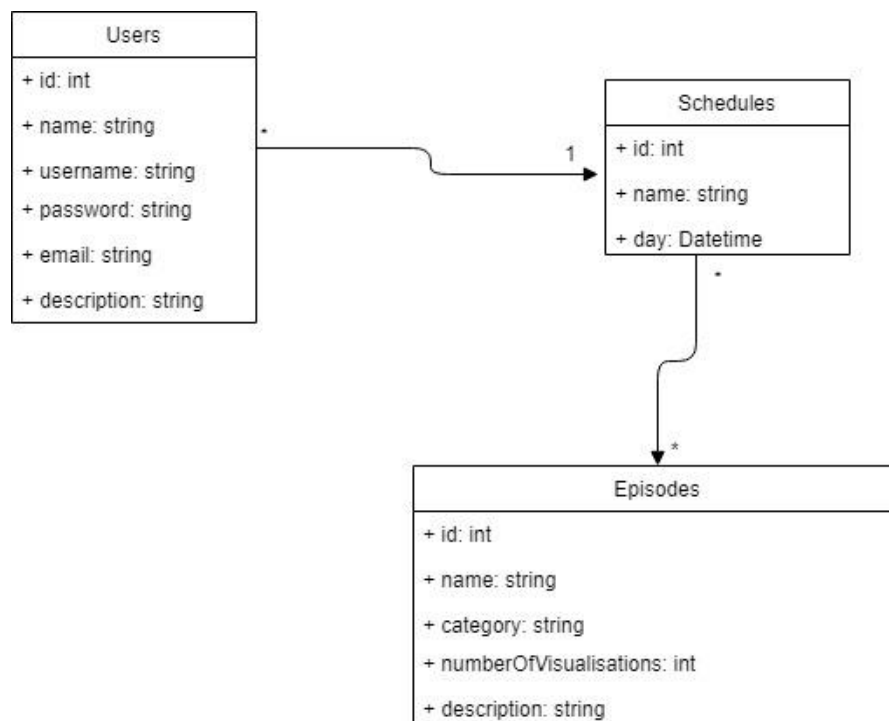 Users
+ id: int
+ name: string
+ username: string
+ password: string
+ email: string
+ description: string
*
1
Schedules
+ id: int
+ name: string
+ day: Datetime
*
*
Episodes
+ id: int
+ name: string
+ category: string
+ numberOfVisualisations: int
+ description: string